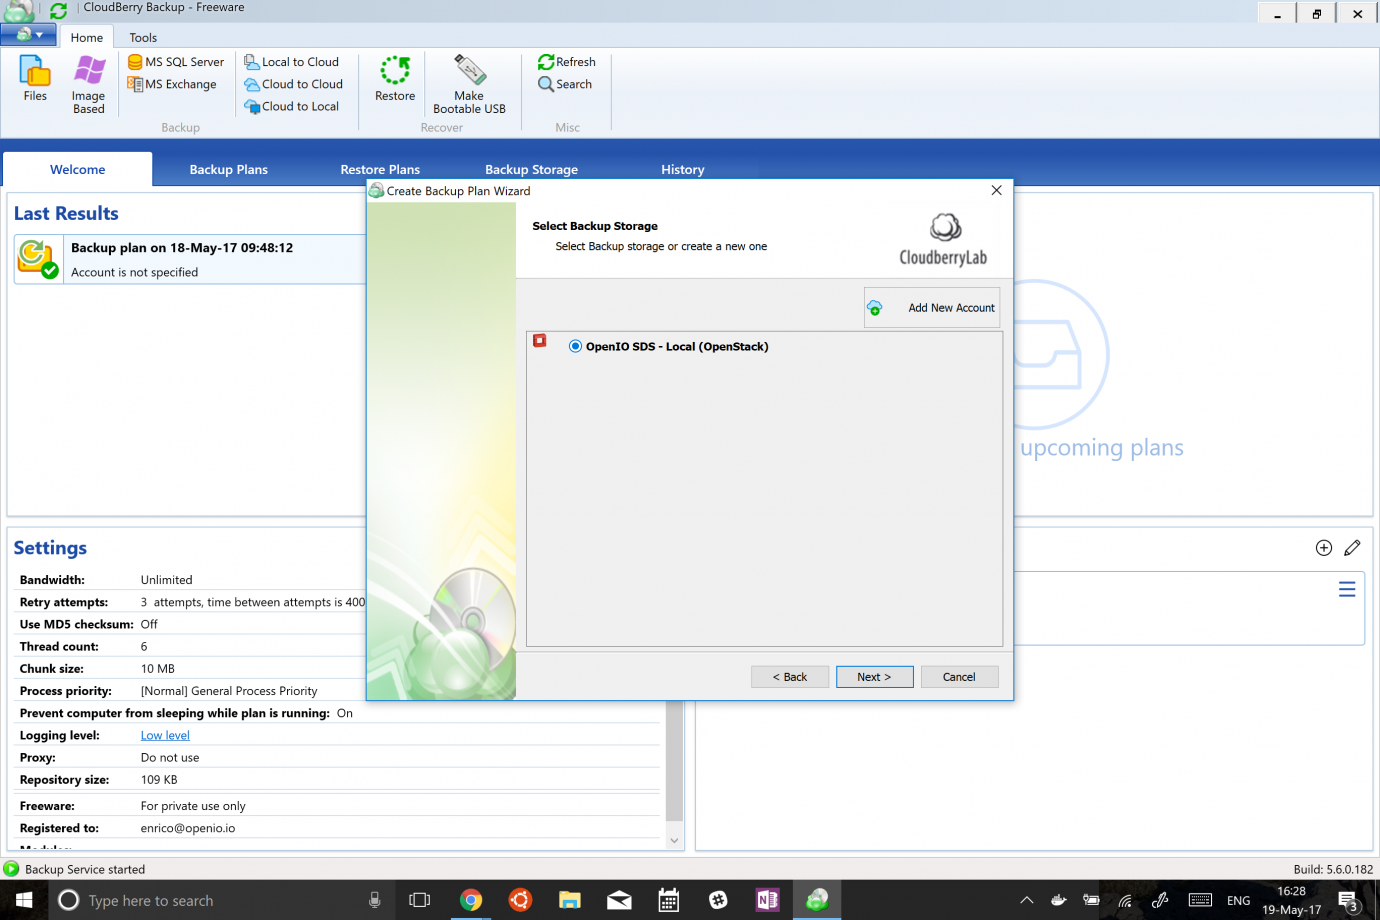 CloudBerry Backup - Freeware
Home
Tools
Files
Image
Based
MS SQL Server
MS Exchange
Local to Cloud
Cloud to Cloud
Cloud to Local
Restore
Make
Bootable USB
Refresh
Search
Backup
Recover
Misc
Welcome
Backup Plans
Restore Plans
Backup Storage
History
Last Results
Backup plan on 18-May-17 09:48:12
Account is not specified
Create Backup Plan Wizard
Select Backup Storage
Select Backup storage or create a new one
CloudberryLab
Add New Account
OpenIO SDS - Local (OpenStack)
< Back
Next >
Cancel
upcoming plans
Settings
Bandwidth: Unlimited
Retry attempts: 3 attempts, time between attempts is 400
Use MD5 checksum: Off
Thread count: 6
Chunk size: 10 MB
Process priority: [Normal] General Process Priority
Prevent computer from sleeping while plan is running: On
Logging level: Low level
Proxy: Do not use
Repository size: 109 KB
Freeware: For private use only
Registered to: enrico@openio.io
Backup Service started
Build: 5.6.0.182
Type here to search
ENG
16:28
19-May-17
3